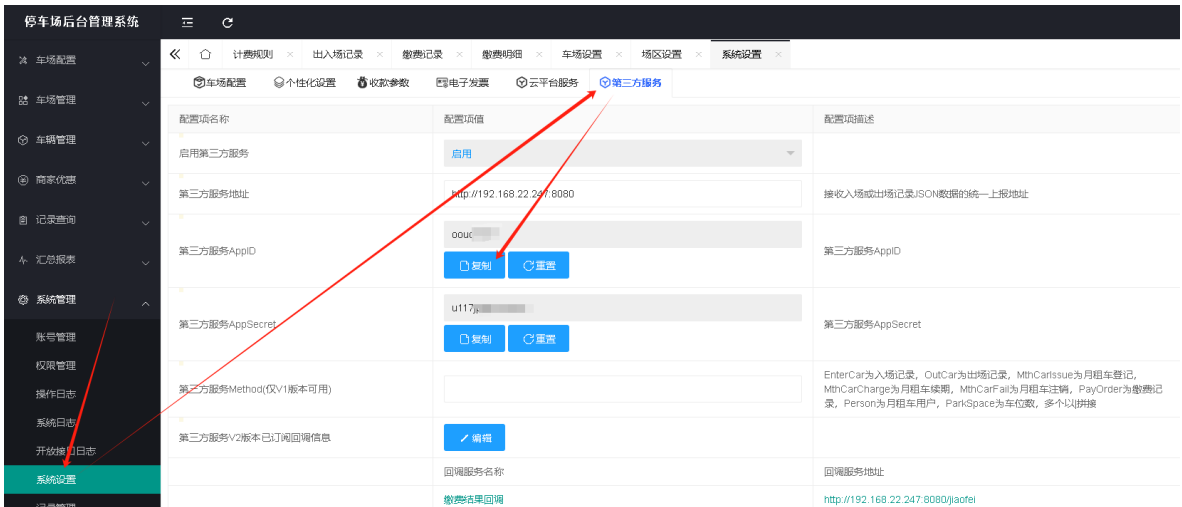 停车场后台管理系统
车场配置
车场管理
车辆管理
商家优惠
记录查询
汇总报表
系统管理
账号管理
权限管理
操作日志
系统日志
开放接口日志
系统设置
记录管理
计费规则 × 出入场记录 × 缴费记录 × 缴费明细 × 车场设置 × 场区设置 × 系统设置 ×
车场配置 个性化设置 收款参数 电子发票 云平台服务 第三方服务
配置项名称 配置项值 配置项描述
启用第三方服务 启用
第三方服务地址 http://192.168.22.247:8080 接收入场或出场记录JSON数据的统一上报地址
第三方服务AppID 第三方服务AppID
复制 重置
u117j
第三方服务AppSecret 第三方服务AppSecret
复制 重置
第三方服务Method(仅V1版本可用)
EnterCar为入场记录，OutCar为出场记录，MthCarIssue为月租车登记，
MthCarCharge为月租车续期，MthCarFail为月租车注销，PayOrder为缴费记
录，Person为月租车用户，ParkSpace为车位数，多个以|拼接
第三方服务V2版本已订阅回调信息 编辑
回调服务名称 回调服务地址
缴费结果回调 http://192.168.22.247:8080/jiaofei